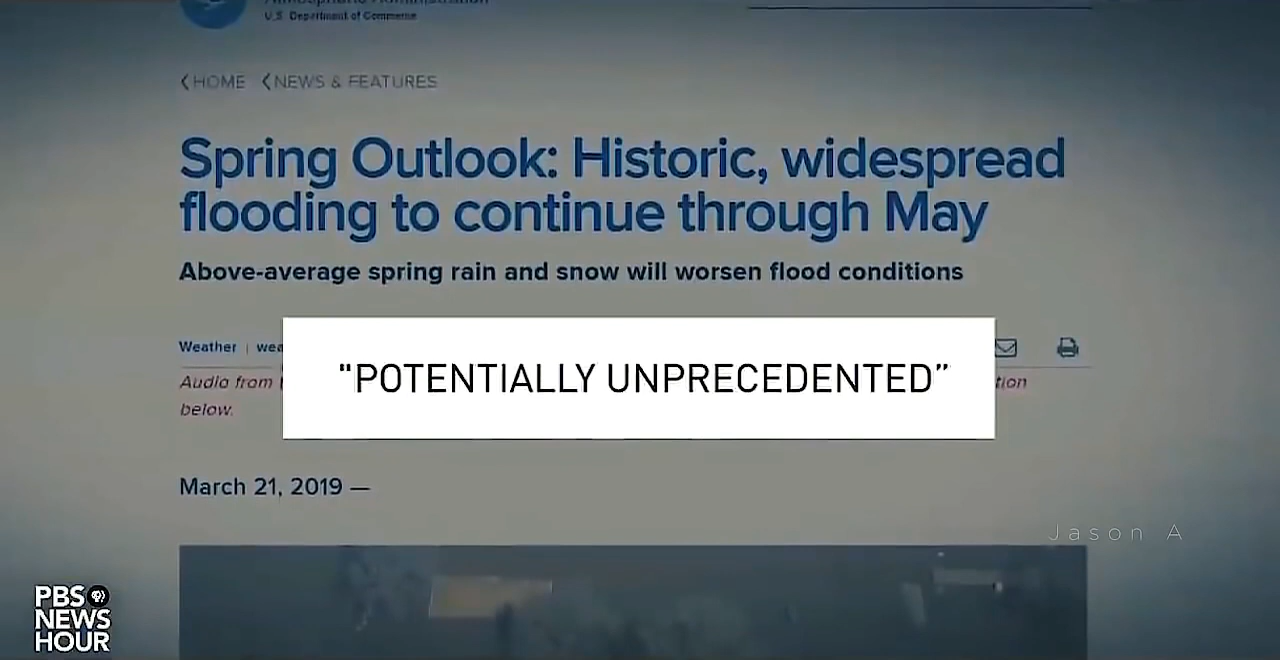 U.S. Department of Commerce
HOME NEWS & FEATURES
Spring Outlook: Historic, widespread
flooding to continue through May
Above-average spring rain and snow will worsen flood conditions
Weather | wea
Audio from
tion
below.
"POTENTIALLY UNPRECEDENTED”
March 21, 2019 —
Jason A
PBS
NEWS
HOUR